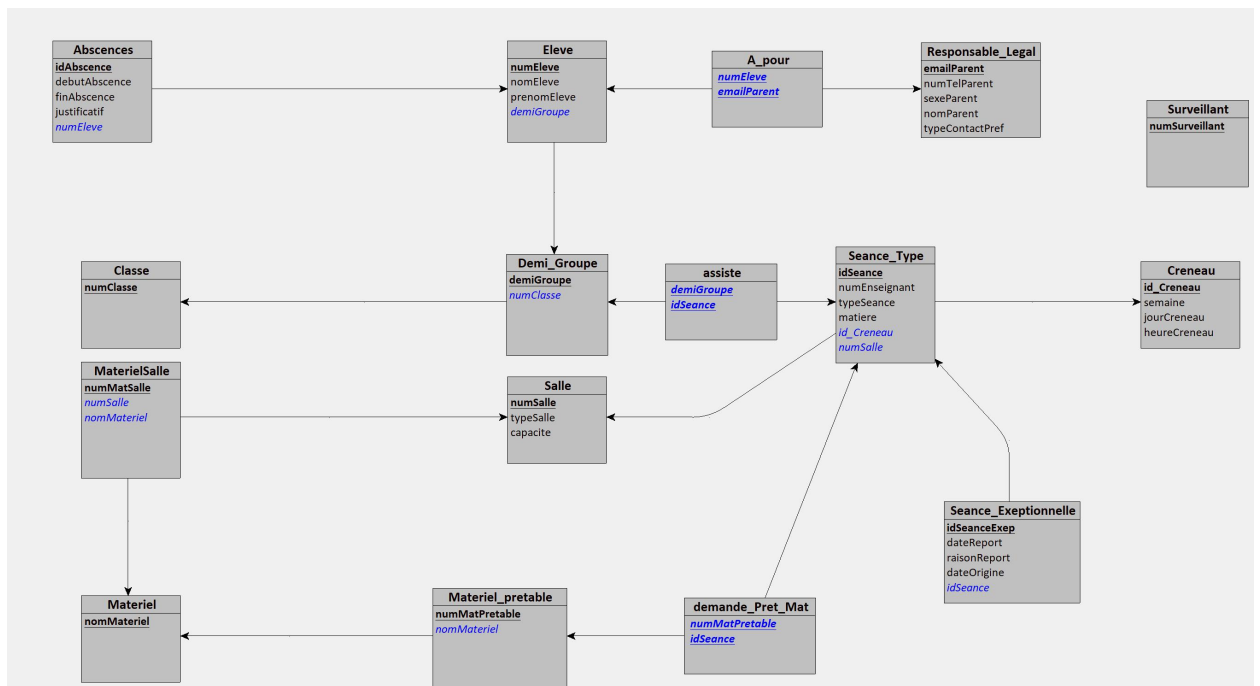 Abscences
idAbscence
debutAbscence
finAbscence
justificatif
numEleve
Eleve
numEleve
nomEleve
prenomEleve
demiGroupe
A_pour
numEleve
emailParent
Responsable_Legal
emailParent
numTelParent
sexeParent
nomParent
typeContactPref
Surveillant
numSurveillant
Classe
numClasse
Demi_Groupe
demiGroupe
numClasse
assiste
demiGroupe
idSeance
Seance_Type
idSeance
numEnseignant
typeSeance
matiere
id_Creneau
numSalle
Creneau
id_Creneau
semaine
jourCreneau
heureCreneau
MaterielSalle
numMatSalle
numSalle
nomMateriel
Salle
numSalle
typeSalle
capacite
Seance_Exeptionnelle
idSeanceExep
dateReport
raisonReport
dateOrigine
idSeance
Materiel
nomMateriel
Materiel_pretable
numMatPretable
nomMateriel
demande_Pret_Mat
numMatPretable
idSeance